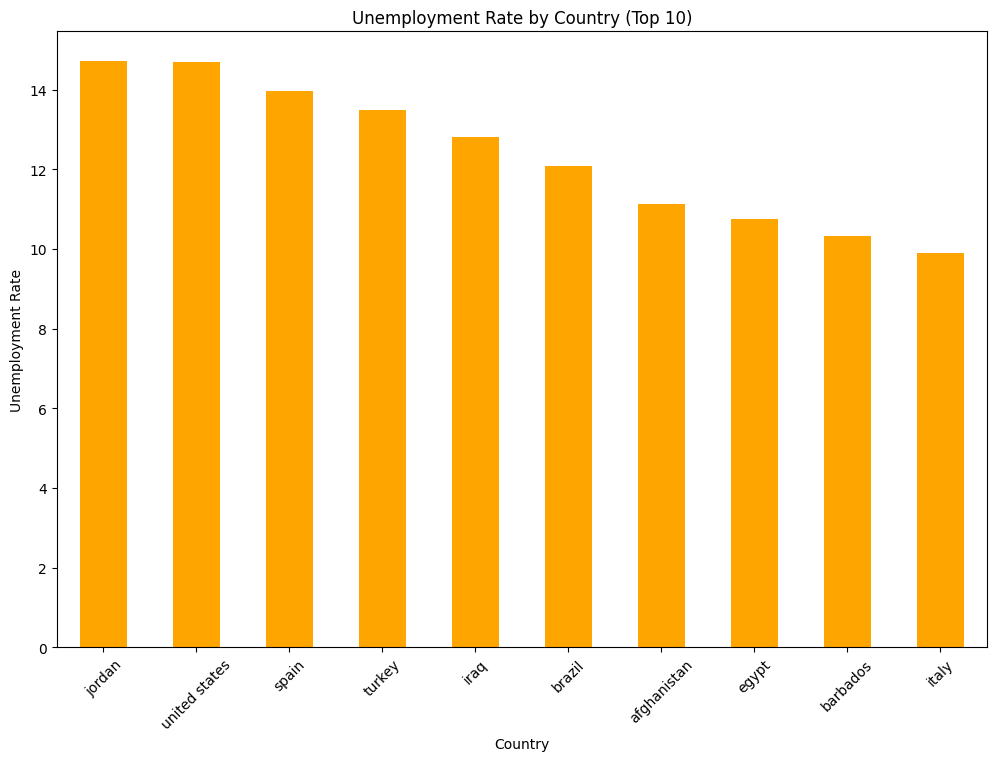 Unemployment Rate by Country (Top 10)
Unemployment Rate
14
12
10
8
6
4
2
0
jordan
united states
spain
turkey
iraq
brazil
afghanistan
egypt
barbados
italy
Country